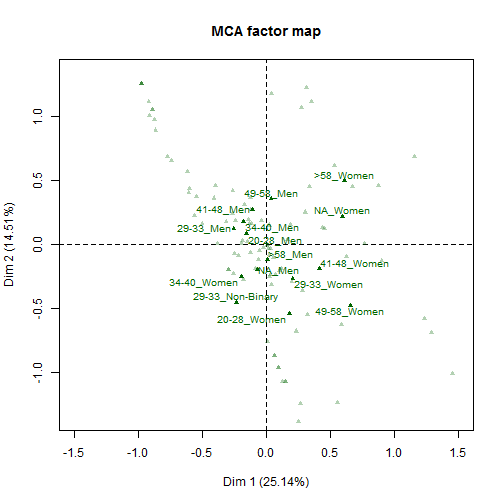 MCA factor map
Dim 2 (14.51%)
1.0
0.5
0.0
-0.5
-1.0
>58_Women
49-58_Men
41-48_Men
NA_Women
29-33_Men
34-40_Men
20-28_Men
>58_Men
41-48_Women
NA_Men
34-40_Women
29-33_Women
29-33_Non-Binary
49-58_Women
20-28_Women
-1.5 -1.0 -0.5 0.0 0.5 1.0 1.5
Dim 1 (25.14%)